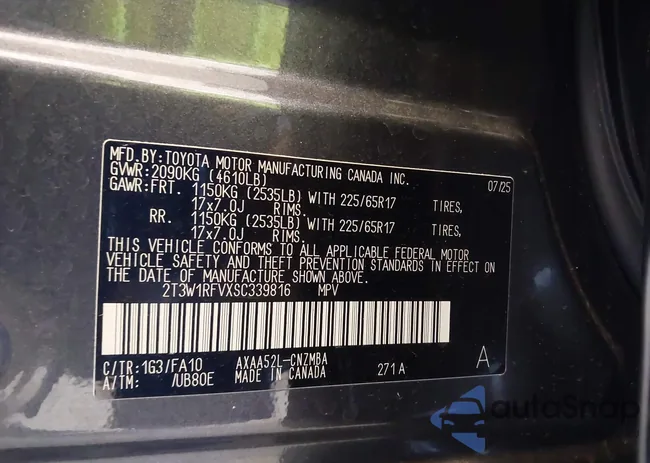 MFD.BY:TOYOTA MOTOR MANUFACTURING CANADA INC.
GVWR:2090KG (4610LB) 07/25
GAWR:FRT. 1150KG (2535LB) WITH 225/65R17 TIRES,
17x7.0J RIMS.
RR. 1150KG (2535LB) WITH 225/65R17 TIRES,
17x7.0J RIMS.
THIS VEHICLE CONFORMS TO ALL APPLICABLE FEDERAL MOTOR
VEHICLE SAFETY AND THEFT PREVENTION STANDARDS IN EFFECT ON
THE DATE OF MANUFACTURE SHOWN ABOVE.
2T3W1RFVXSC339816 MPV
C/TR:1G3/FA10 AXAA52L-CNZMBA
A/TM: /UB80E MADE IN CANADA 271A A
autoSnap